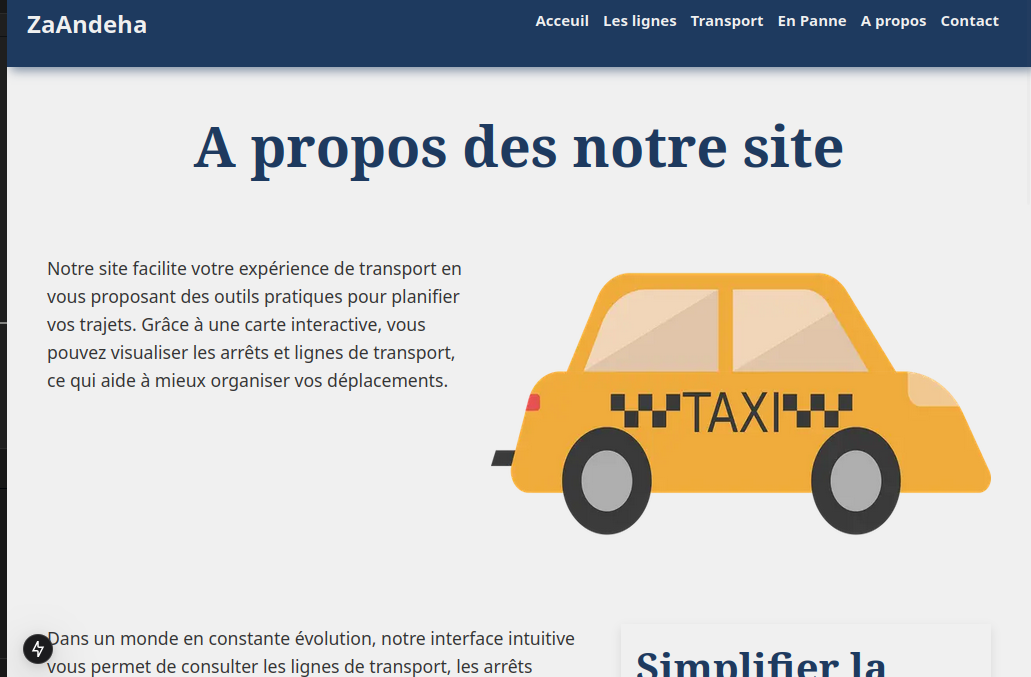 ZaAndeha
Acceuil Les lignes Transport En Panne A propos Contact
A propos des notre site
Notre site facilite votre expérience de transport en
vous proposant des outils pratiques pour planifier
vos trajets. Grâce à une carte interactive, vous
pouvez visualiser les arrêts et lignes de transport,
ce qui aide à mieux organiser vos déplacements.
TAXI
Dans un monde en constante évolution, notre interface intuitive
vous permet de consulter les lignes de transport, les arrêts
Simplifier la